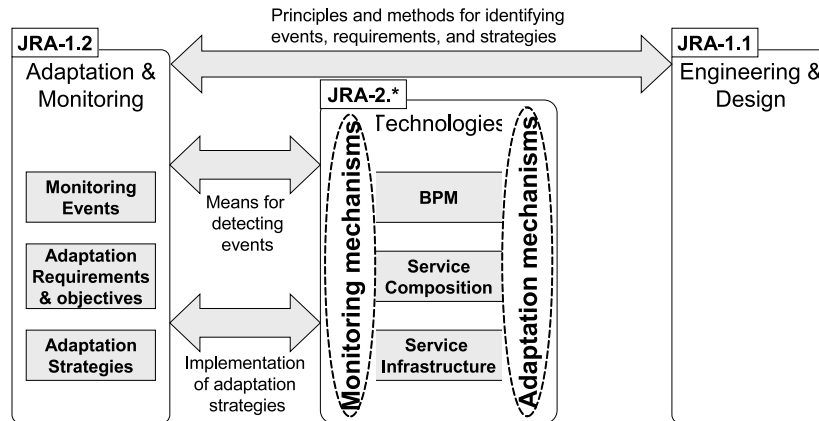 Principles and methods for identifying
events, requirements, and strategies
JRA-1.2
Adaptation &
Monitoring
Monitoring
Events
Adaptation
Requirements
& objectives
Adaptation
Strategies
Means for
detecting
events
Implementation
of adaptation
strategies
JRA-2.*
Technologies
Monitoring mechanisms
BPM
Service
Composition
Service
Infrastructure
Adaptation mechanisms
JRA-1.1
Engineering &
Design